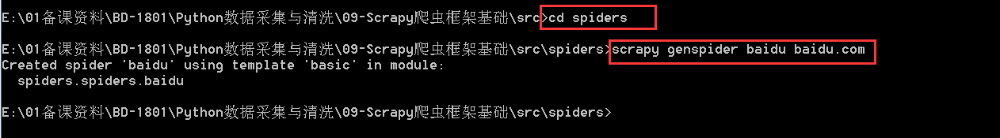 E:\01备课资料\BD-1801\Python数据采集与清洗\09-Scrapy爬虫框架基础\src>cd spiders
E:\01备课资料\BD-1801\Python数据采集与清洗\09-Scrapy爬虫框架基础\src\spiders>scrapy genspider baidu baidu.com
Created spider 'baidu' using template 'basic' in module:
  spiders.spiders.baidu
E:\01备课资料\BD-1801\Python数据采集与清洗\09-Scrapy爬虫框架基础\src\spiders>